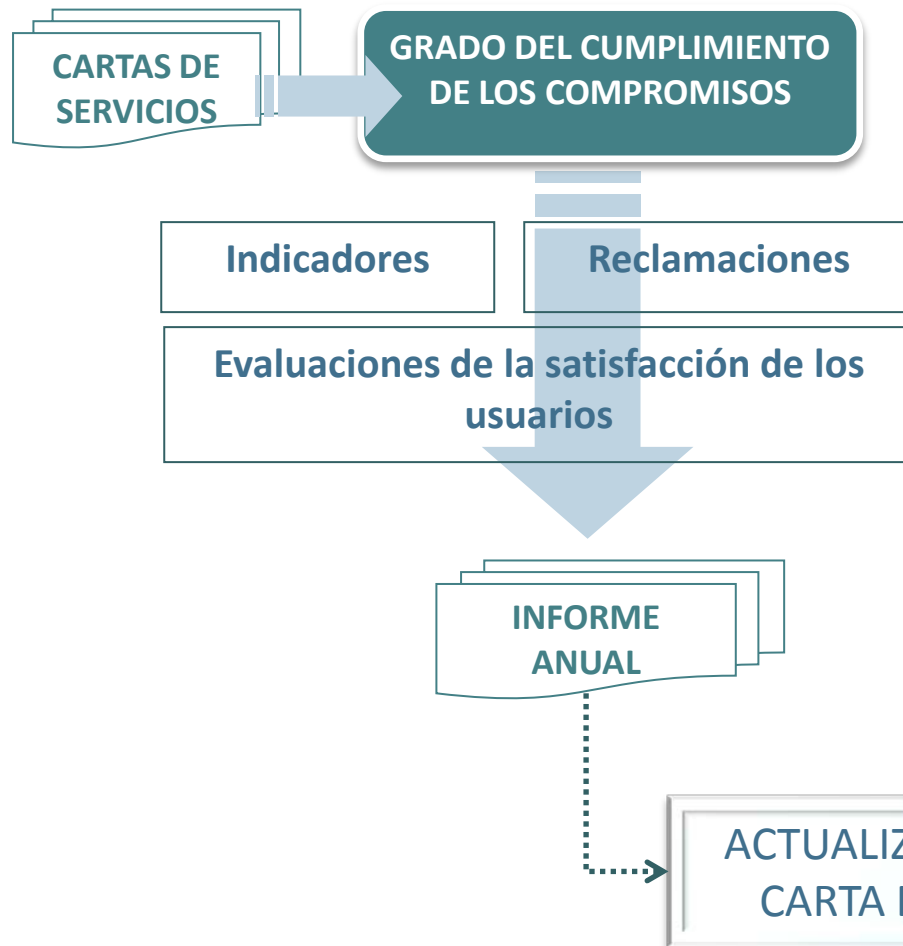 CARTAS DE
SERVICIOS
GRADO DEL CUMPLIMIENTO
DE LOS COMPROMISOS
Indicadores
Reclamaciones
Evaluaciones de la satisfacción de los
usuarios
INFORME
ANUAL
CARTA